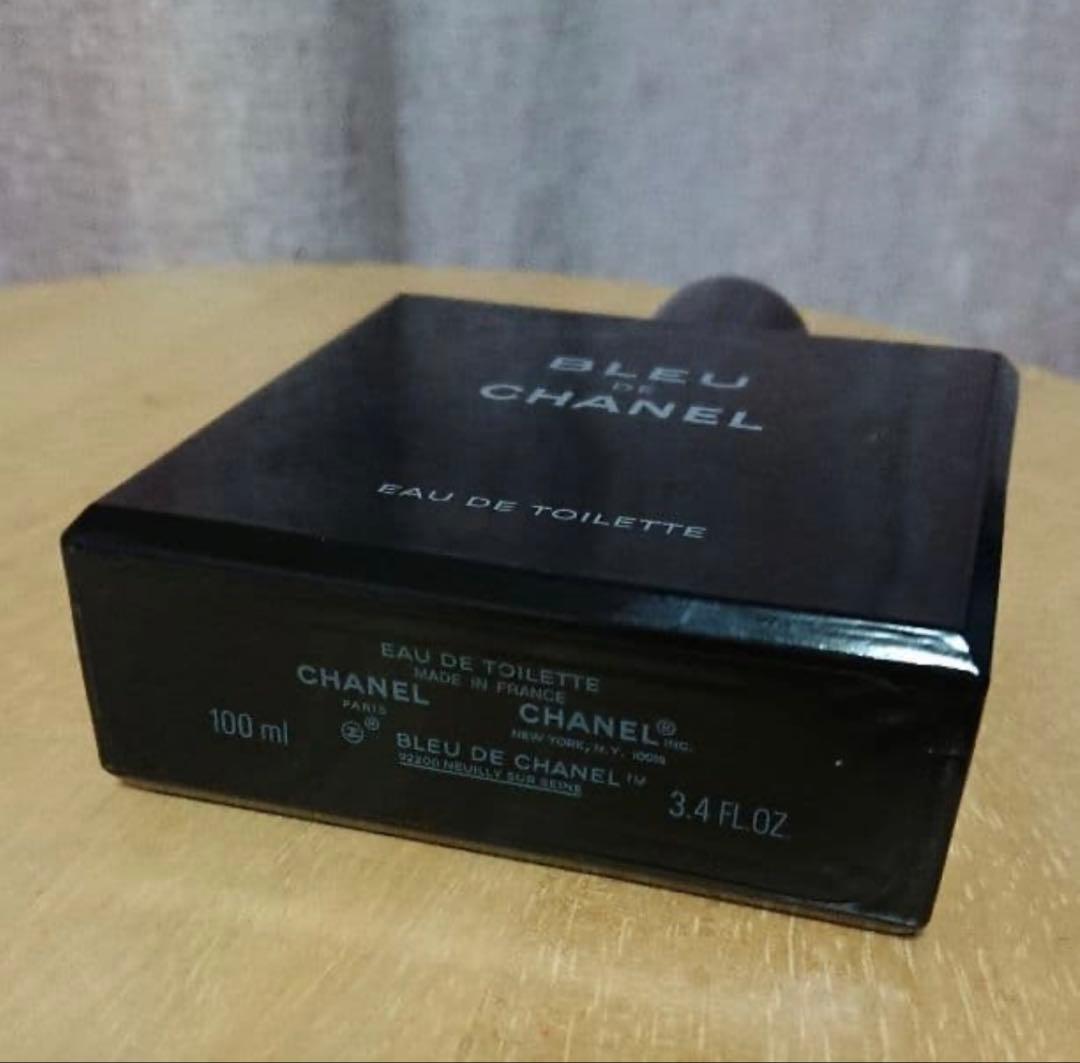 BLEU
DE
CHANEL
EAU DE TOILETTE
EAU DE TOILETTE
MADE IN FRANCE
CHANEL
PARIS
CHANEL®
NEW YORK, N.Y. 10019 INC.
100 ml
®
BLEU DE CHANEL™
92200 NEUILLY SUR SEINE
3.4 FL.OZ.